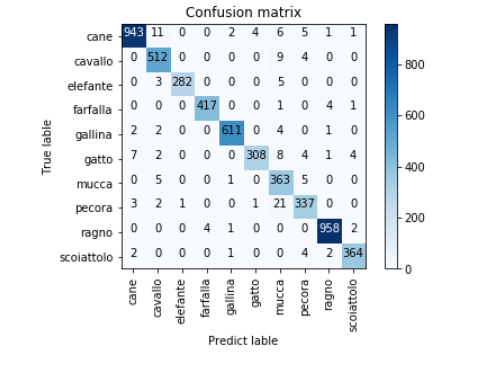 Confusion matrix
cane 943 11 0 0 2 4 6 5 1 1
cavallo 0 512 0 0 0 0 9 4 0 0
elefante 0 3 282 0 0 0 5 0 0 0
farfalla 0 0 0 417 0 0 1 0 4 1
gallina 2 2 0 0 611 0 4 0 1 0
gatto 7 2 0 0 0 308 8 4 1 4
mucca 0 5 0 0 1 0 363 5 0 0
pecora 3 2 1 0 0 1 21 337 0 0
ragno 0 0 0 4 1 0 0 0 958 2
scoiattolo 2 0 0 0 1 0 0 4 2 364
cane cavallo elefante farfalla gallina gatto mucca pecora ragno scoiattolo
Predict lable
True lable
800
600
400
200
0